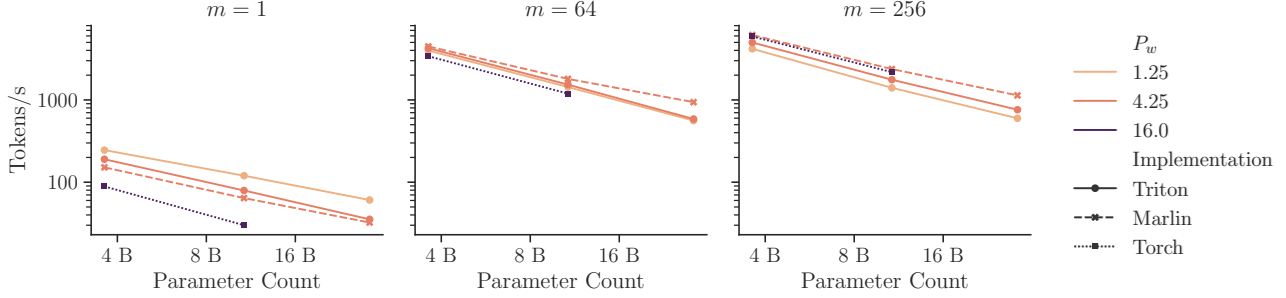 m = 1
m = 64
m = 256
Tokens/s
1000
100
4 B
8 B
16 B
4 B
8 B
16 B
4 B
8 B
16 B
Parameter Count
Parameter Count
Parameter Count
P_w
1.25
4.25
16.0
Implementation
Triton
Marlin
Torch